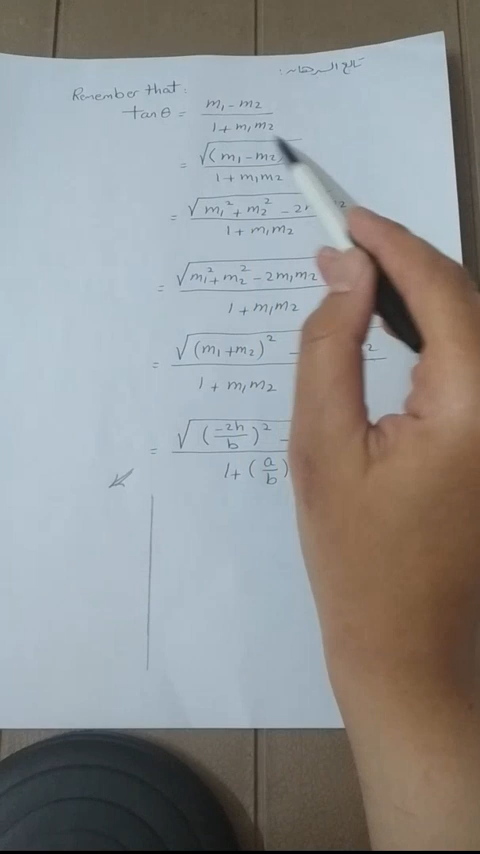 تابع البرهان:
Remember that:
tan θ = (m₁ - m₂) / (1 + m₁m₂)
= √(m₁ - m₂) / (1 + m₁m₂)
= √m₁² + m₂² - 2 / (1 + m₁m₂)
= √m₁² + m₂² - 2m₁m₂ / (1 + m₁m₂)
= √(m₁ + m₂)² - / (1 + m₁m₂)
= √(-2h/b)² - / 1 + (a/b)